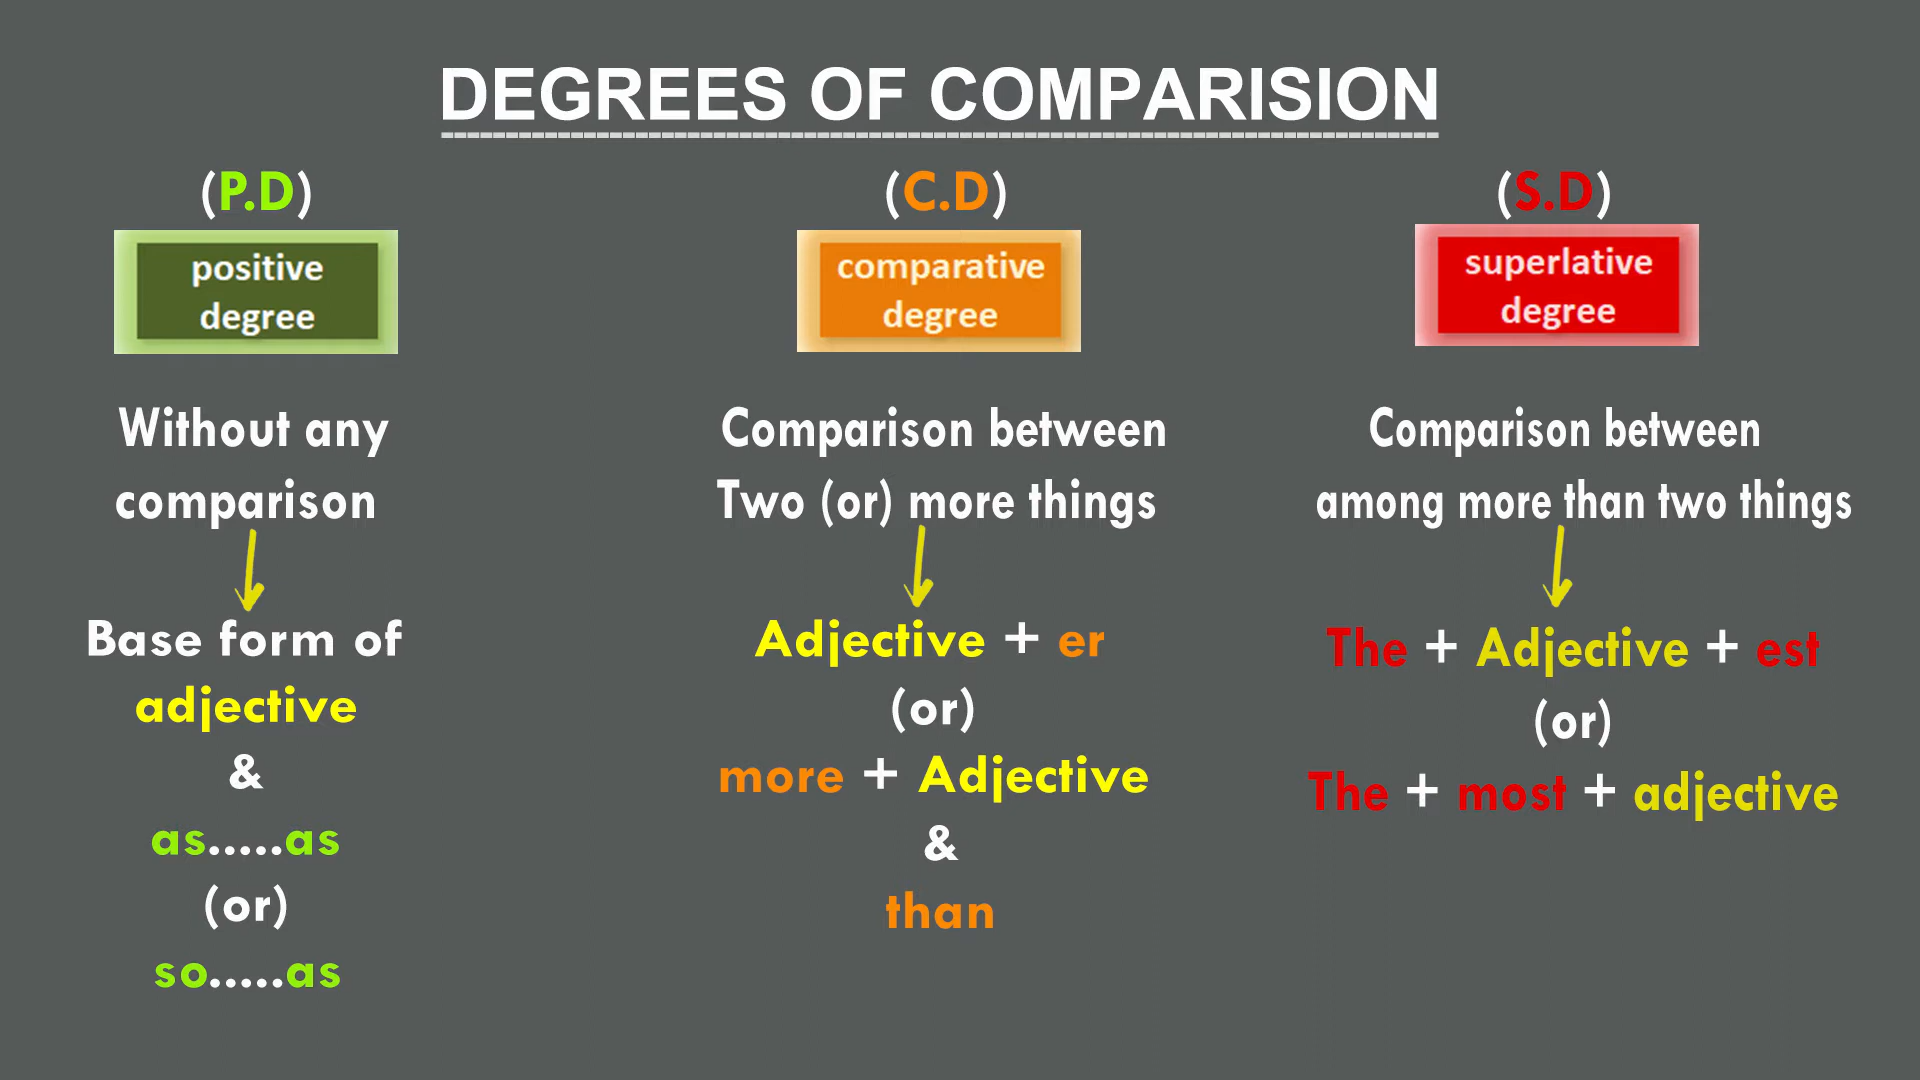 DEGREES OF COMPARISION
(P.D)
positive
degree
Without any
comparison
Base form of
adjective
&
as.....as
(or)
so.....as
(C.D)
comparative
degree
Comparison between
Two (or) more things
Adjective + er
(or)
more + Adjective
&
than
(S.D)
superlative
degree
Comparison between
among more than two things
The + Adjective + est
(or)
The + most + adjective